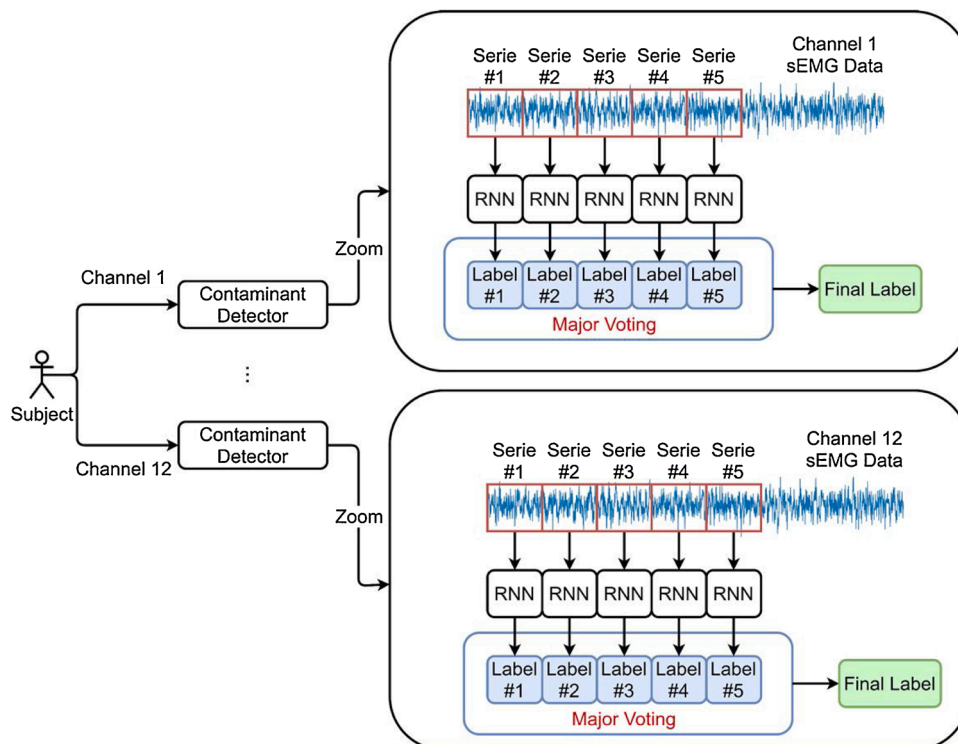 Serie Serie Serie Serie Serie
#1 #2 #3 #4 #5
Channel 1
sEMG Data
RNN RNN RNN RNN RNN
Label Label Label Label Label
#1 #2 #3 #4 #5
Major Voting
Final Label
Zoom
Channel 1
Contaminant
Detector
...
Subject
Channel 12
Contaminant
Detector
Zoom
Serie Serie Serie Serie Serie
#1 #2 #3 #4 #5
Channel 12
sEMG Data
RNN RNN RNN RNN RNN
Label Label Label Label Label
#1 #2 #3 #4 #5
Major Voting
Final Label